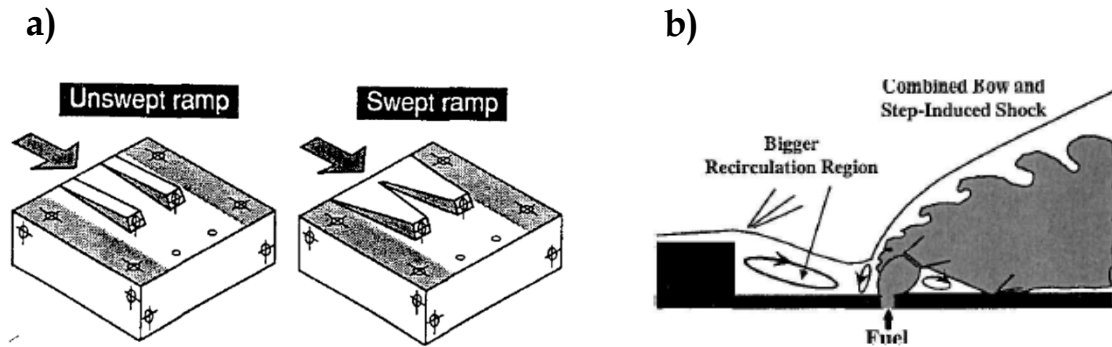 a)
b)
Unswept ramp
Swept ramp
Combined Bow and
Step-Induced Shock
Bigger
Recirculation Region
Fuel